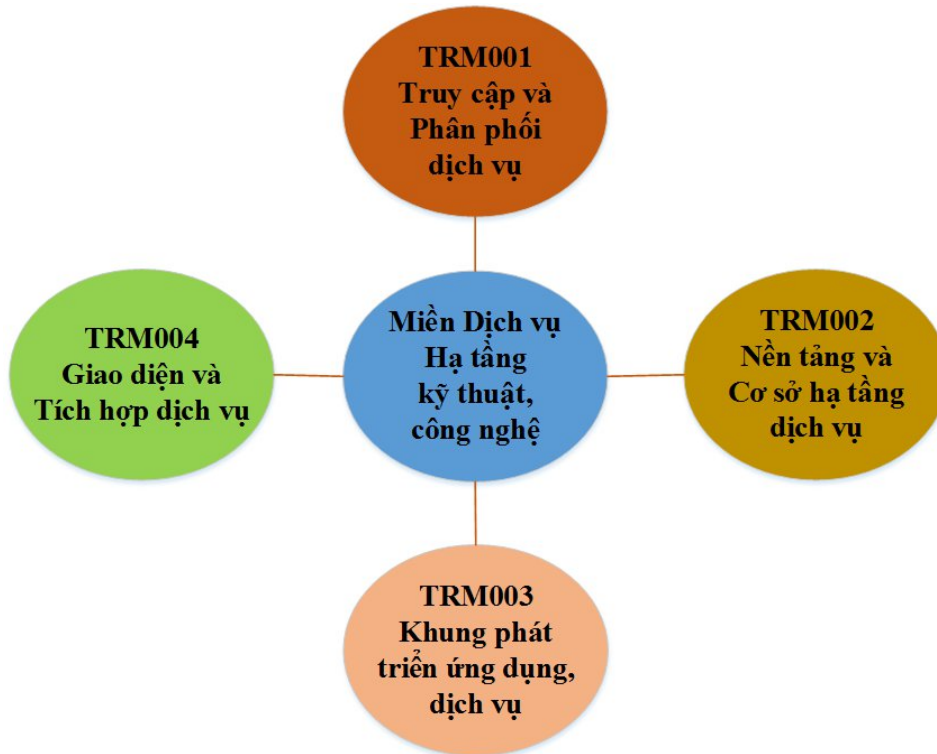 TRM001
Truy cập và
Phân phối
dịch vụ
TRM004
Giao diện và
Tích hợp dịch vụ
Miền Dịch vụ
Hạ tầng
kỹ thuật,
công nghệ
TRM002
Nền tảng và
Cơ sở hạ tầng
dịch vụ
TRM003
Khung phát
triển ứng dụng,
dịch vụ